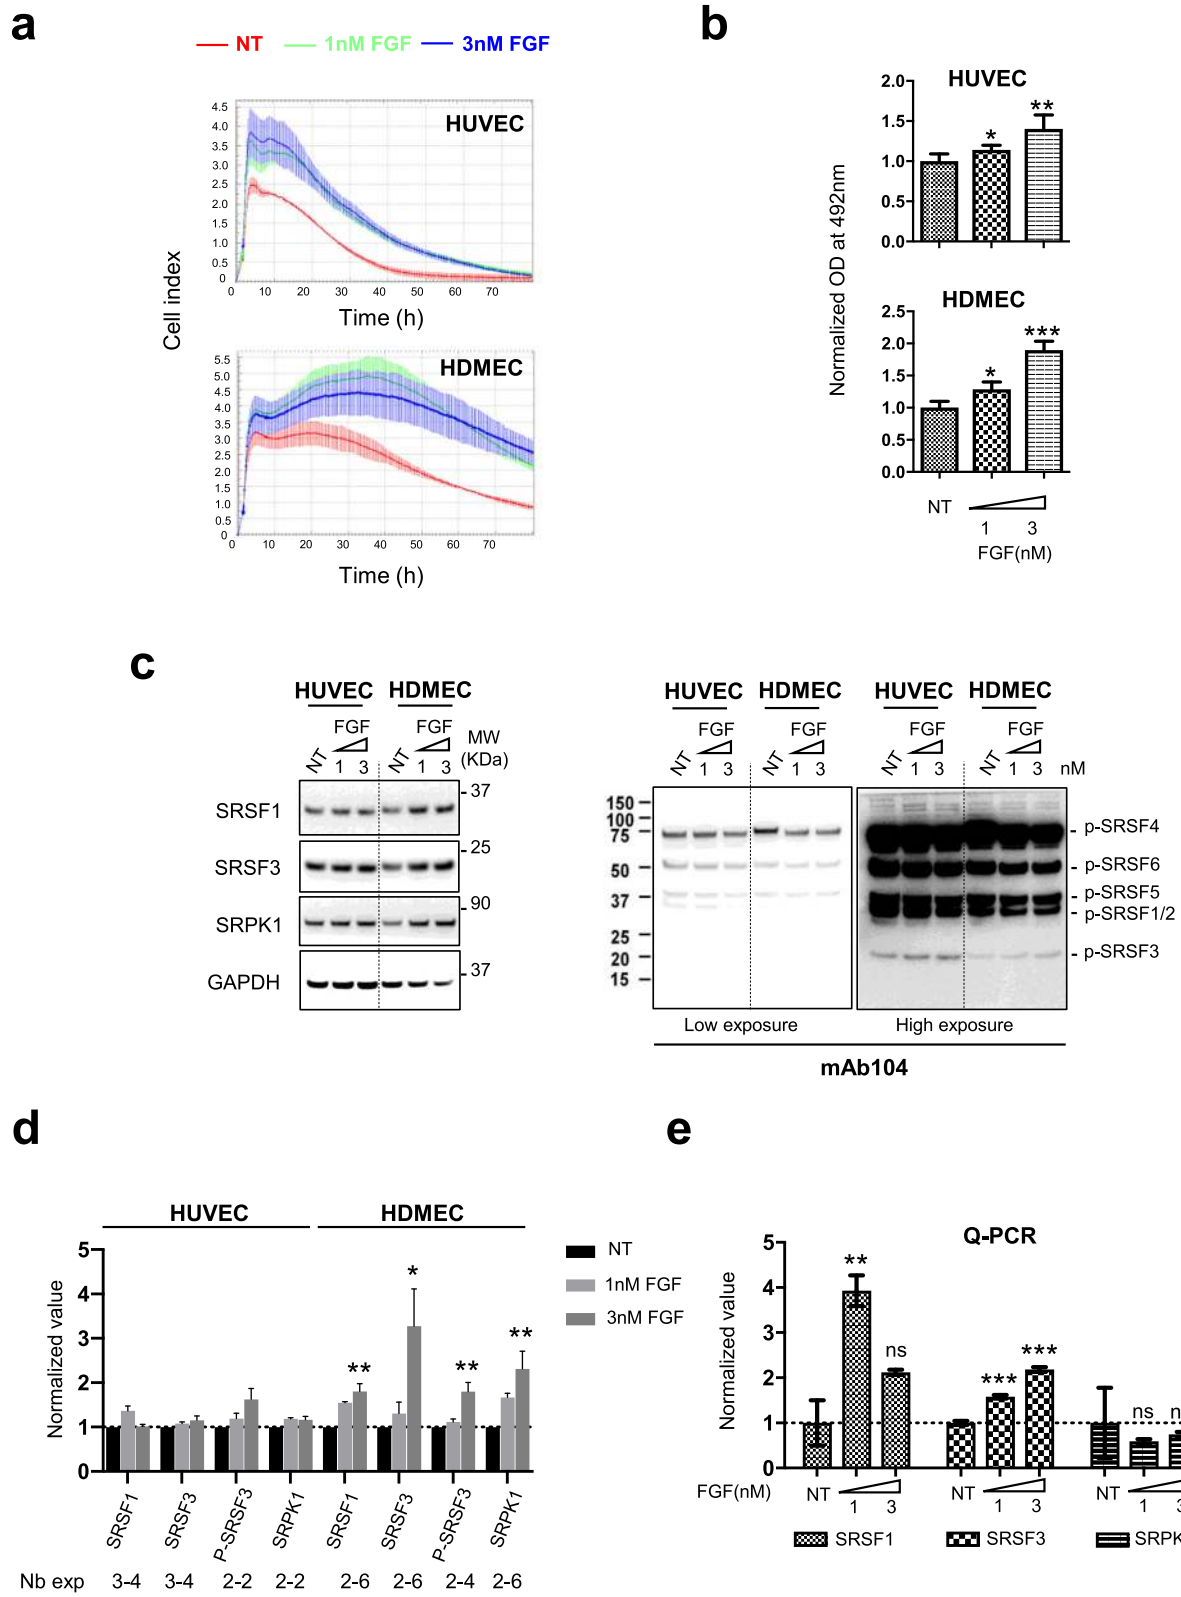 a
NT 1nM FGF 3nM FGF
HUVEC
4.5
4.0
3.5
3.0
2.5
2.0
1.5
1.0
0.5
0
0 10 20 30 40 50 60 70
Time (h)
Cell index
HDMEC
5.5
5.0
4.5
4.0
3.5
3.0
2.5
2.0
1.5
1.0
0.5
0
0 10 20 30 40 50 60 70
Time (h)
b
HUVEC
2.0
1.5
1.0
0.5
0.0
* **
Normalized OD at 492nm
HDMEC
2.5
2.0
1.5
1.0
0.5
0.0
* ***
NT
1 3
FGF(nM)
c
HUVEC HDMEC
FGF FGF
NT 1 3 NT 1 3
MW
(KDa)
SRSF1 37
SRSF3 25
SRPK1 90
GAPDH 37
HUVEC HDMEC HUVEC HDMEC
FGF FGF FGF FGF
NT 1 3 NT 1 3 NT 1 3 NT 1 3 nM
150
100
75
50
37
25
20
15
- p-SRSF4
- p-SRSF6
- p-SRSF5
- p-SRSF1/2
- p-SRSF3
Low exposure High exposure
mAb104
d
HUVEC HDMEC
NT
1nM FGF
3nM FGF
Normalized value
5
4
3
2
1
0
** * ** **
SRSF1 SRSF3 P-SRSF3 SRPK1 SRSF1 SRSF3 P-SRSF3 SRPK1
Nb exp 3-4 3-4 2-2 2-2 2-6 2-6 2-4 2-6
e
Q-PCR
Normalized value
5
4
3
2
1
0
** ns *** *** ns n
FGF(nM) NT 1 3 NT 1 3 NT 1 3
SRSF1 SRSF3 SRPK